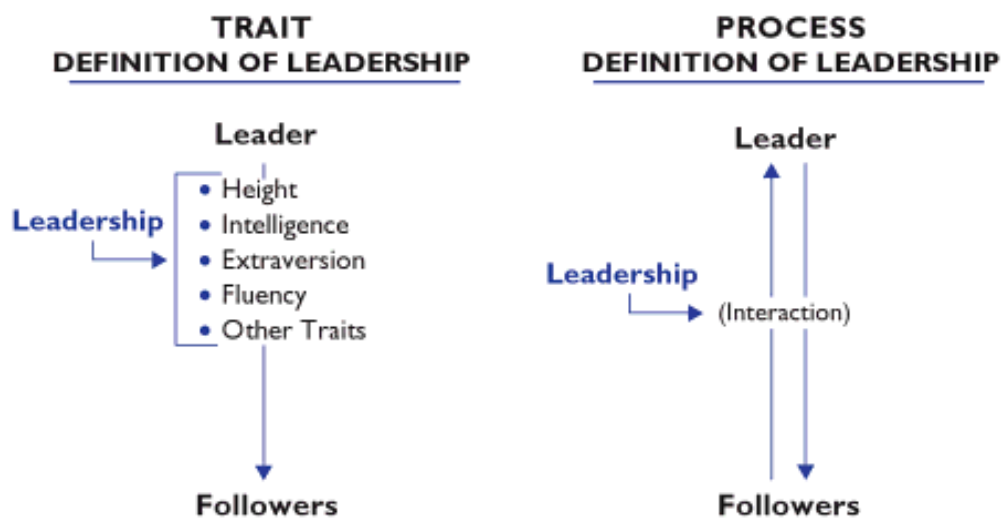 TRAIT
DEFINITION OF LEADERSHIP
Leader
Leadership
• Height
• Intelligence
• Extraversion
• Fluency
• Other Traits
Followers
PROCESS
DEFINITION OF LEADERSHIP
Leader
Leadership
(Interaction)
Followers